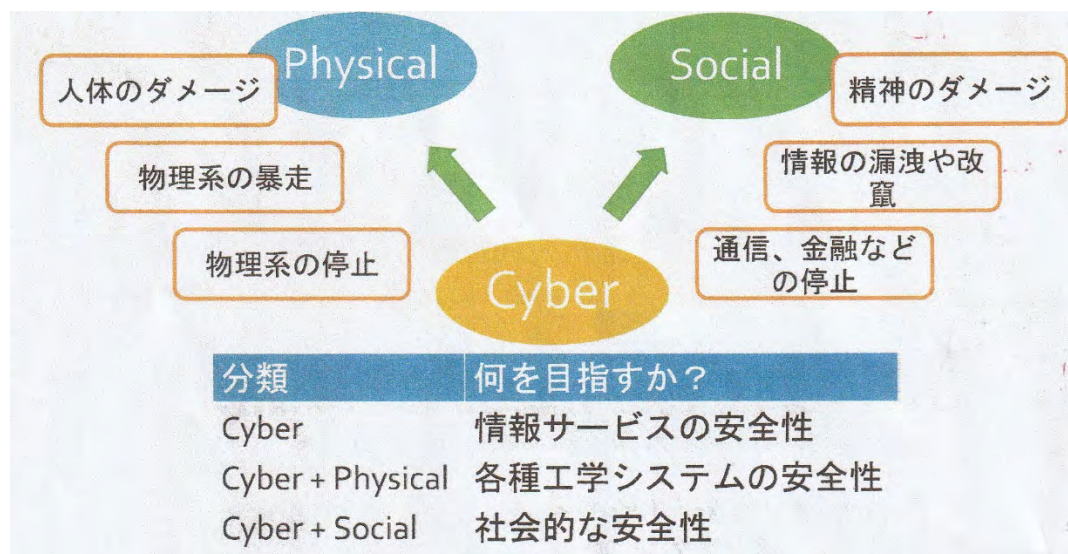 Physical
Social
人体のダメージ
精神のダメージ
物理系の暴走
情報の漏洩や改
竄
物理系の停止
通信、金融など
の停止
Cyber
分類 何を目指すか？
Cyber 情報サービスの安全性
Cyber + Physical 各種工学システムの安全性
Cyber + Social 社会的な安全性